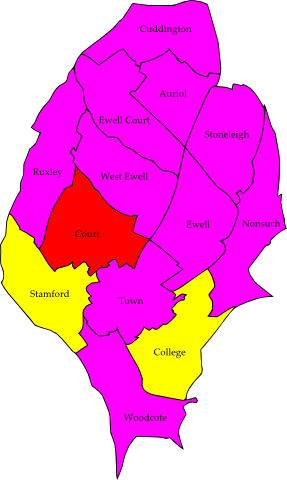 Cuddington
Auriol
Ewell Court
Stoneleigh
Ruxley
West Ewell
Nonsuch
Ewell
Court
Stamford
Town
College
Woodcote